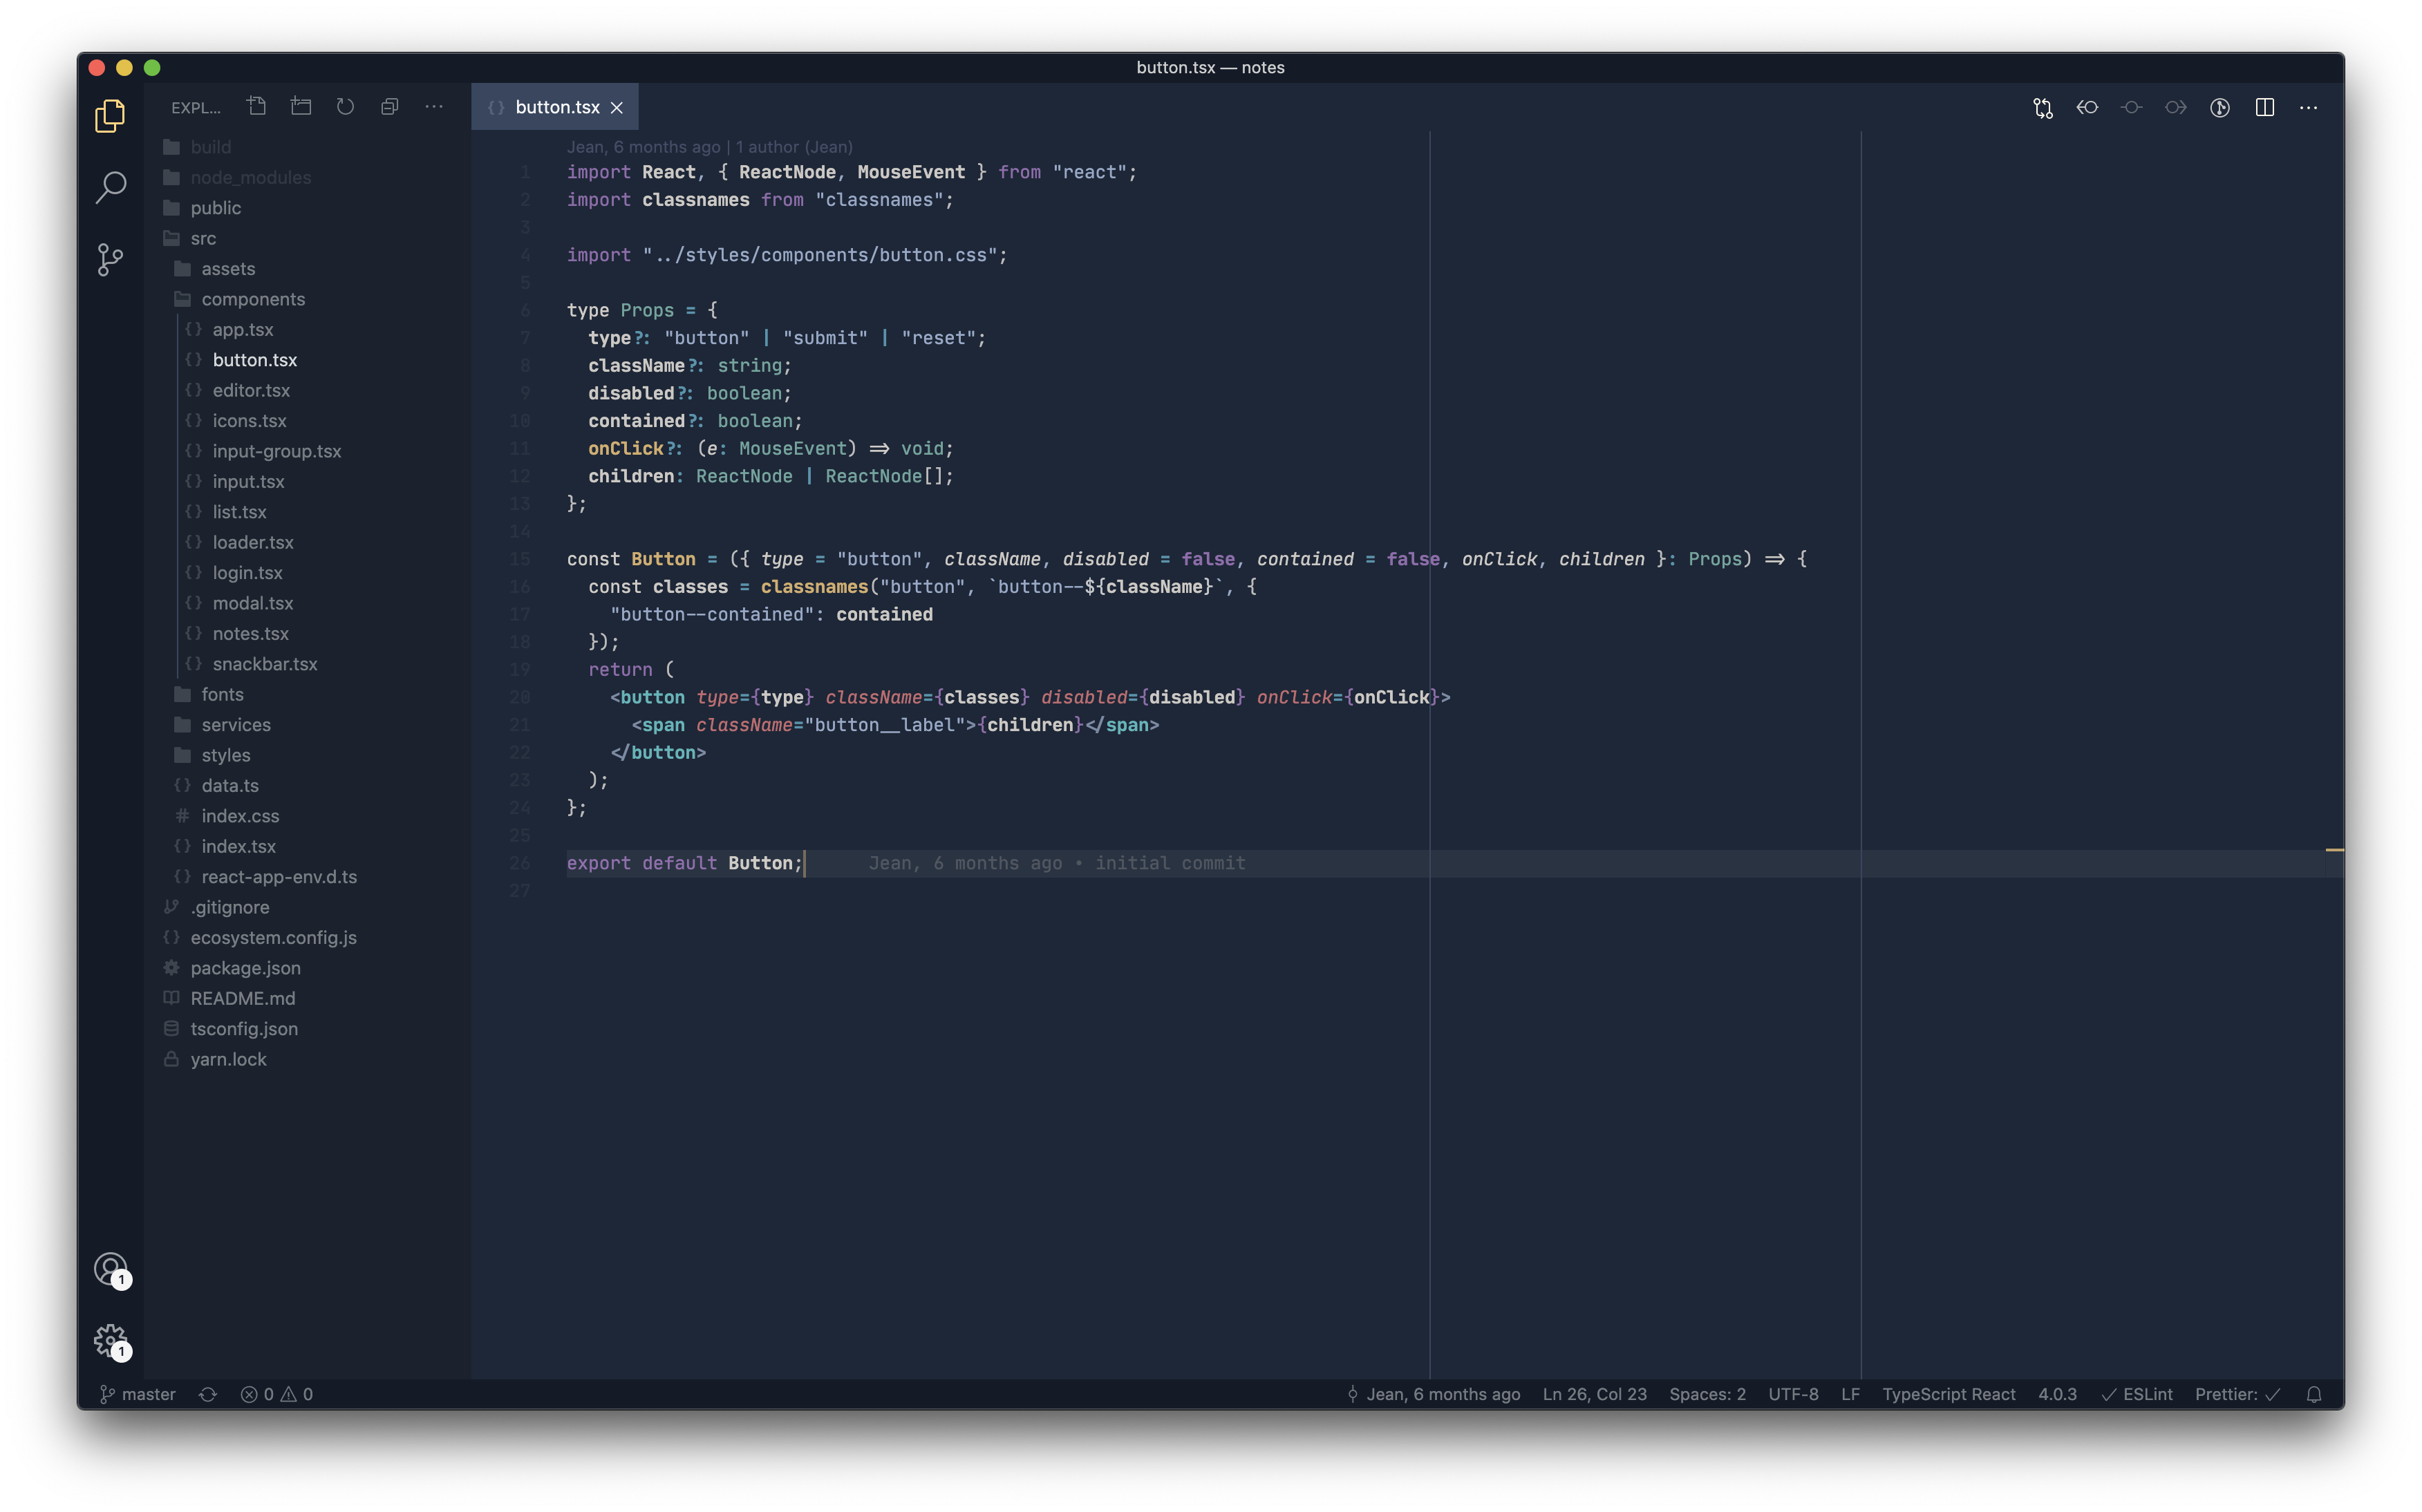 button.tsx — notes
EXPL...
button.tsx
build
node_modules
public
src
assets
components
app.tsx
button.tsx
editor.tsx
icons.tsx
input-group.tsx
input.tsx
list.tsx
loader.tsx
login.tsx
modal.tsx
notes.tsx
snackbar.tsx
fonts
services
styles
data.ts
index.css
index.tsx
react-app-env.d.ts
.gitignore
ecosystem.config.js
package.json
README.md
tsconfig.json
yarn.lock
Jean, 6 months ago | 1 author (Jean)
1 import React, { ReactNode, MouseEvent } from "react";
2 import classnames from "classnames";
3
4 import "../styles/components/button.css";
5
6 type Props = {
7   type?: "button" | "submit" | "reset";
8   className?: string;
9   disabled?: boolean;
10   contained?: boolean;
11   onClick?: (e: MouseEvent) => void;
12   children: ReactNode | ReactNode[];
13 };
14
15 const Button = ({ type = "button", className, disabled = false, contained = false, onClick, children }: Props) => {
16   const classes = classnames("button", `button--${className}`, {
17     "button--contained": contained
18   });
19   return (
20     <button type={type} className={classes} disabled={disabled} onClick={onClick}>
21       <span className="button__label">{children}</span>
22     </button>
23   );
24 };
25
26 export default Button; Jean, 6 months ago • initial commit
27
1
1
master 0 0 Jean, 6 months ago Ln 26, Col 23 Spaces: 2 UTF-8 LF TypeScript React 4.0.3 ✓ ESLint Prettier: ✓